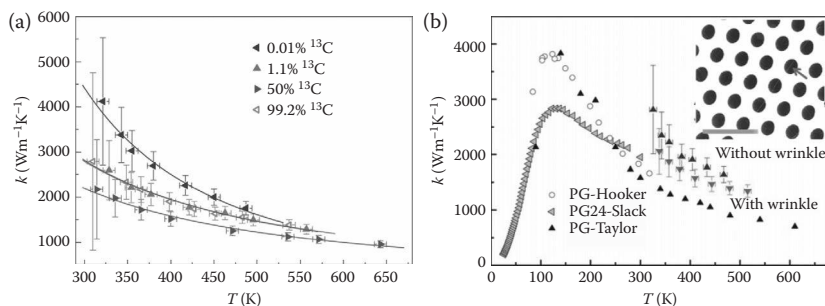 (a)
6000
5000
4000
3000
2000
1000
k (Wm⁻¹K⁻¹)
0.01% ¹³C
1.1% ¹³C
50% ¹³C
99.2% ¹³C
300 350 400 450 500 550 600 650
T (K)
(b)
4000
3000
2000
1000
0
k (Wm⁻¹K⁻¹)
Without wrinkle
With wrinkle
PG-Hooker
PG24-Slack
PG-Taylor
0 100 200 300 400 500 600
T (K)